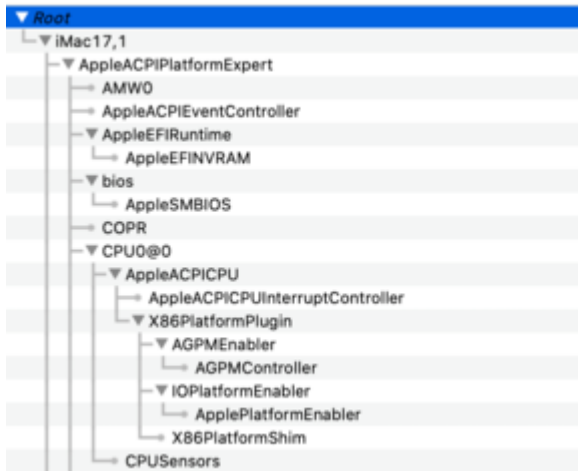 Root
iMac17,1
AppleACPIPlatformExpert
AMW0
AppleACPIEventController
AppleEFIRuntime
AppleEFINVRAM
bios
AppleSMBIOS
COPR
CPU0@0
AppleACPICPU
AppleACPICPUInterruptController
X86PlatformPlugin
AGPMEnabler
AGPMController
IOPlatformEnabler
ApplePlatformEnabler
X86PlatformShim
CPUSensors